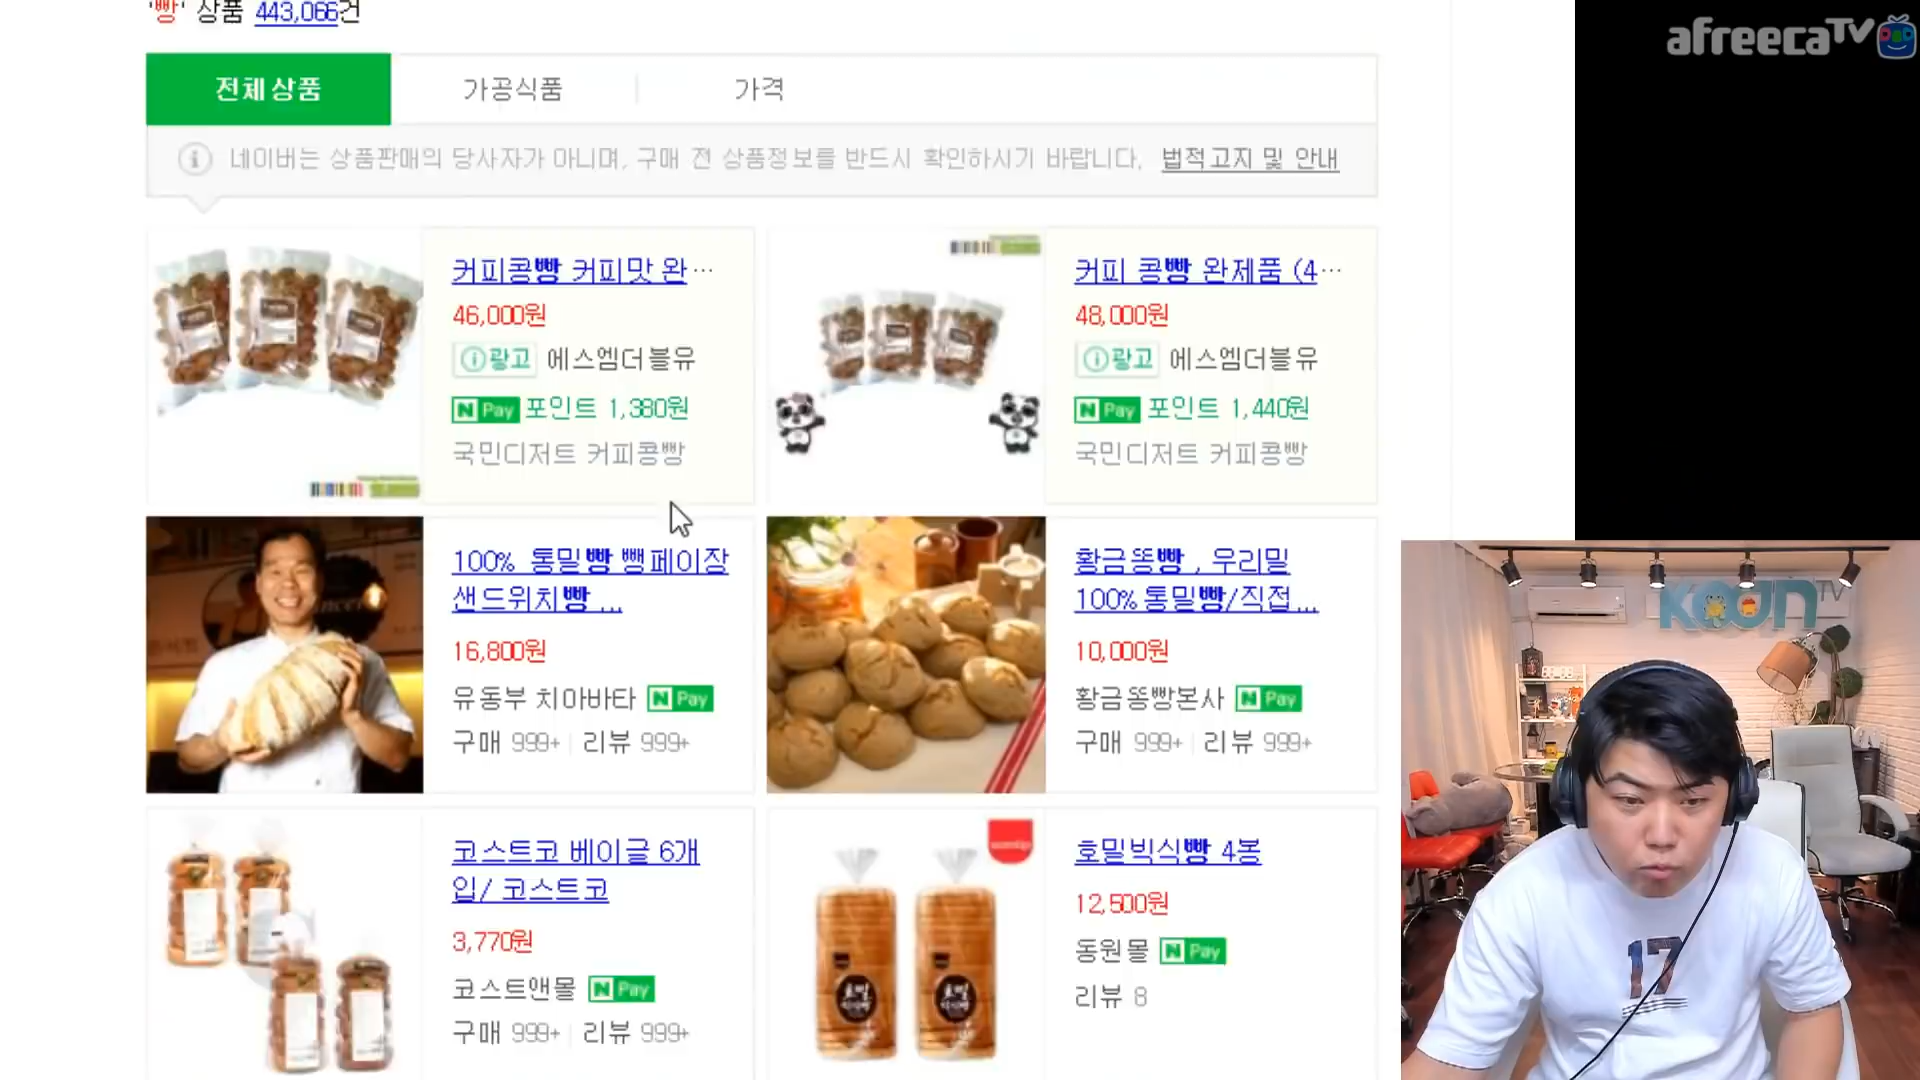 '빵' 상품 443,066건
전체상품
가공식품
가격
네이버는 상품판매의 당사자가 아니며, 구매 전 상품정보를 반드시 확인하시기 바랍니다. 법적고지 및 안내
커피콩빵 커피맛 완…
46,000원
광고 에스엠더블유
N Pay 포인트 1,380원
국민디저트 커피콩빵
커피 콩빵 완제품 (4…
48,000원
광고 에스엠더블유
N Pay 포인트 1,440원
국민디저트 커피콩빵
100% 통밀빵 뺑페이장
샌드위치빵 ...
16,800원
유동부 치아바타 N Pay
구매 999+ 리뷰 999+
황금똥빵 , 우리밀
100%통밀빵/직접...
10,000원
황금똥빵본사 N Pay
구매 999+ 리뷰 999+
코스트코 베이글 6개
입/ 코스트코
3,770원
코스트앤몰 N Pay
구매 999+ 리뷰 999+
호밀빅식빵 4봉
12,500원
동원몰 N Pay
리뷰 8
afreecaTV
KOONTV
17